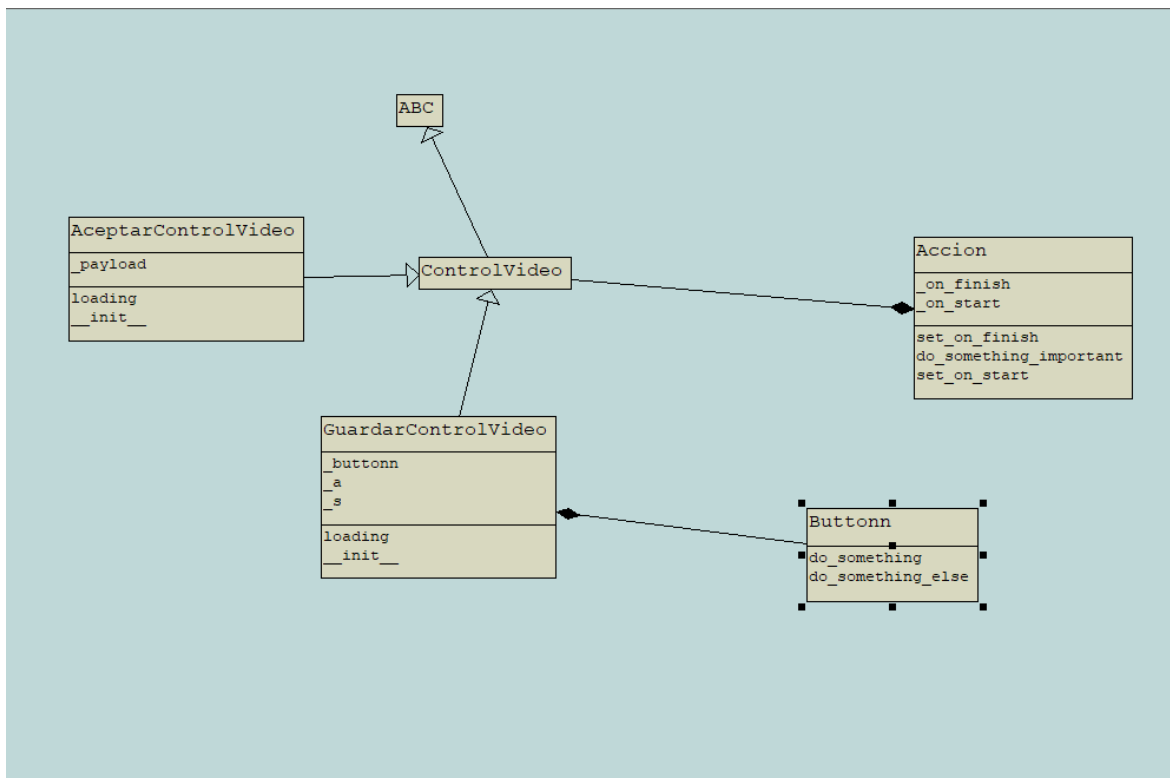 ABC
AceptarControlVideo
_payload
loading
__init__
ControlVideo
Accion
_on_finish
_on_start
set_on_finish
do_something_important
set_on_start
GuardarControlVideo
_buttonn
_a
_s
loading
__init__
Buttonn
do_something
do_something_else